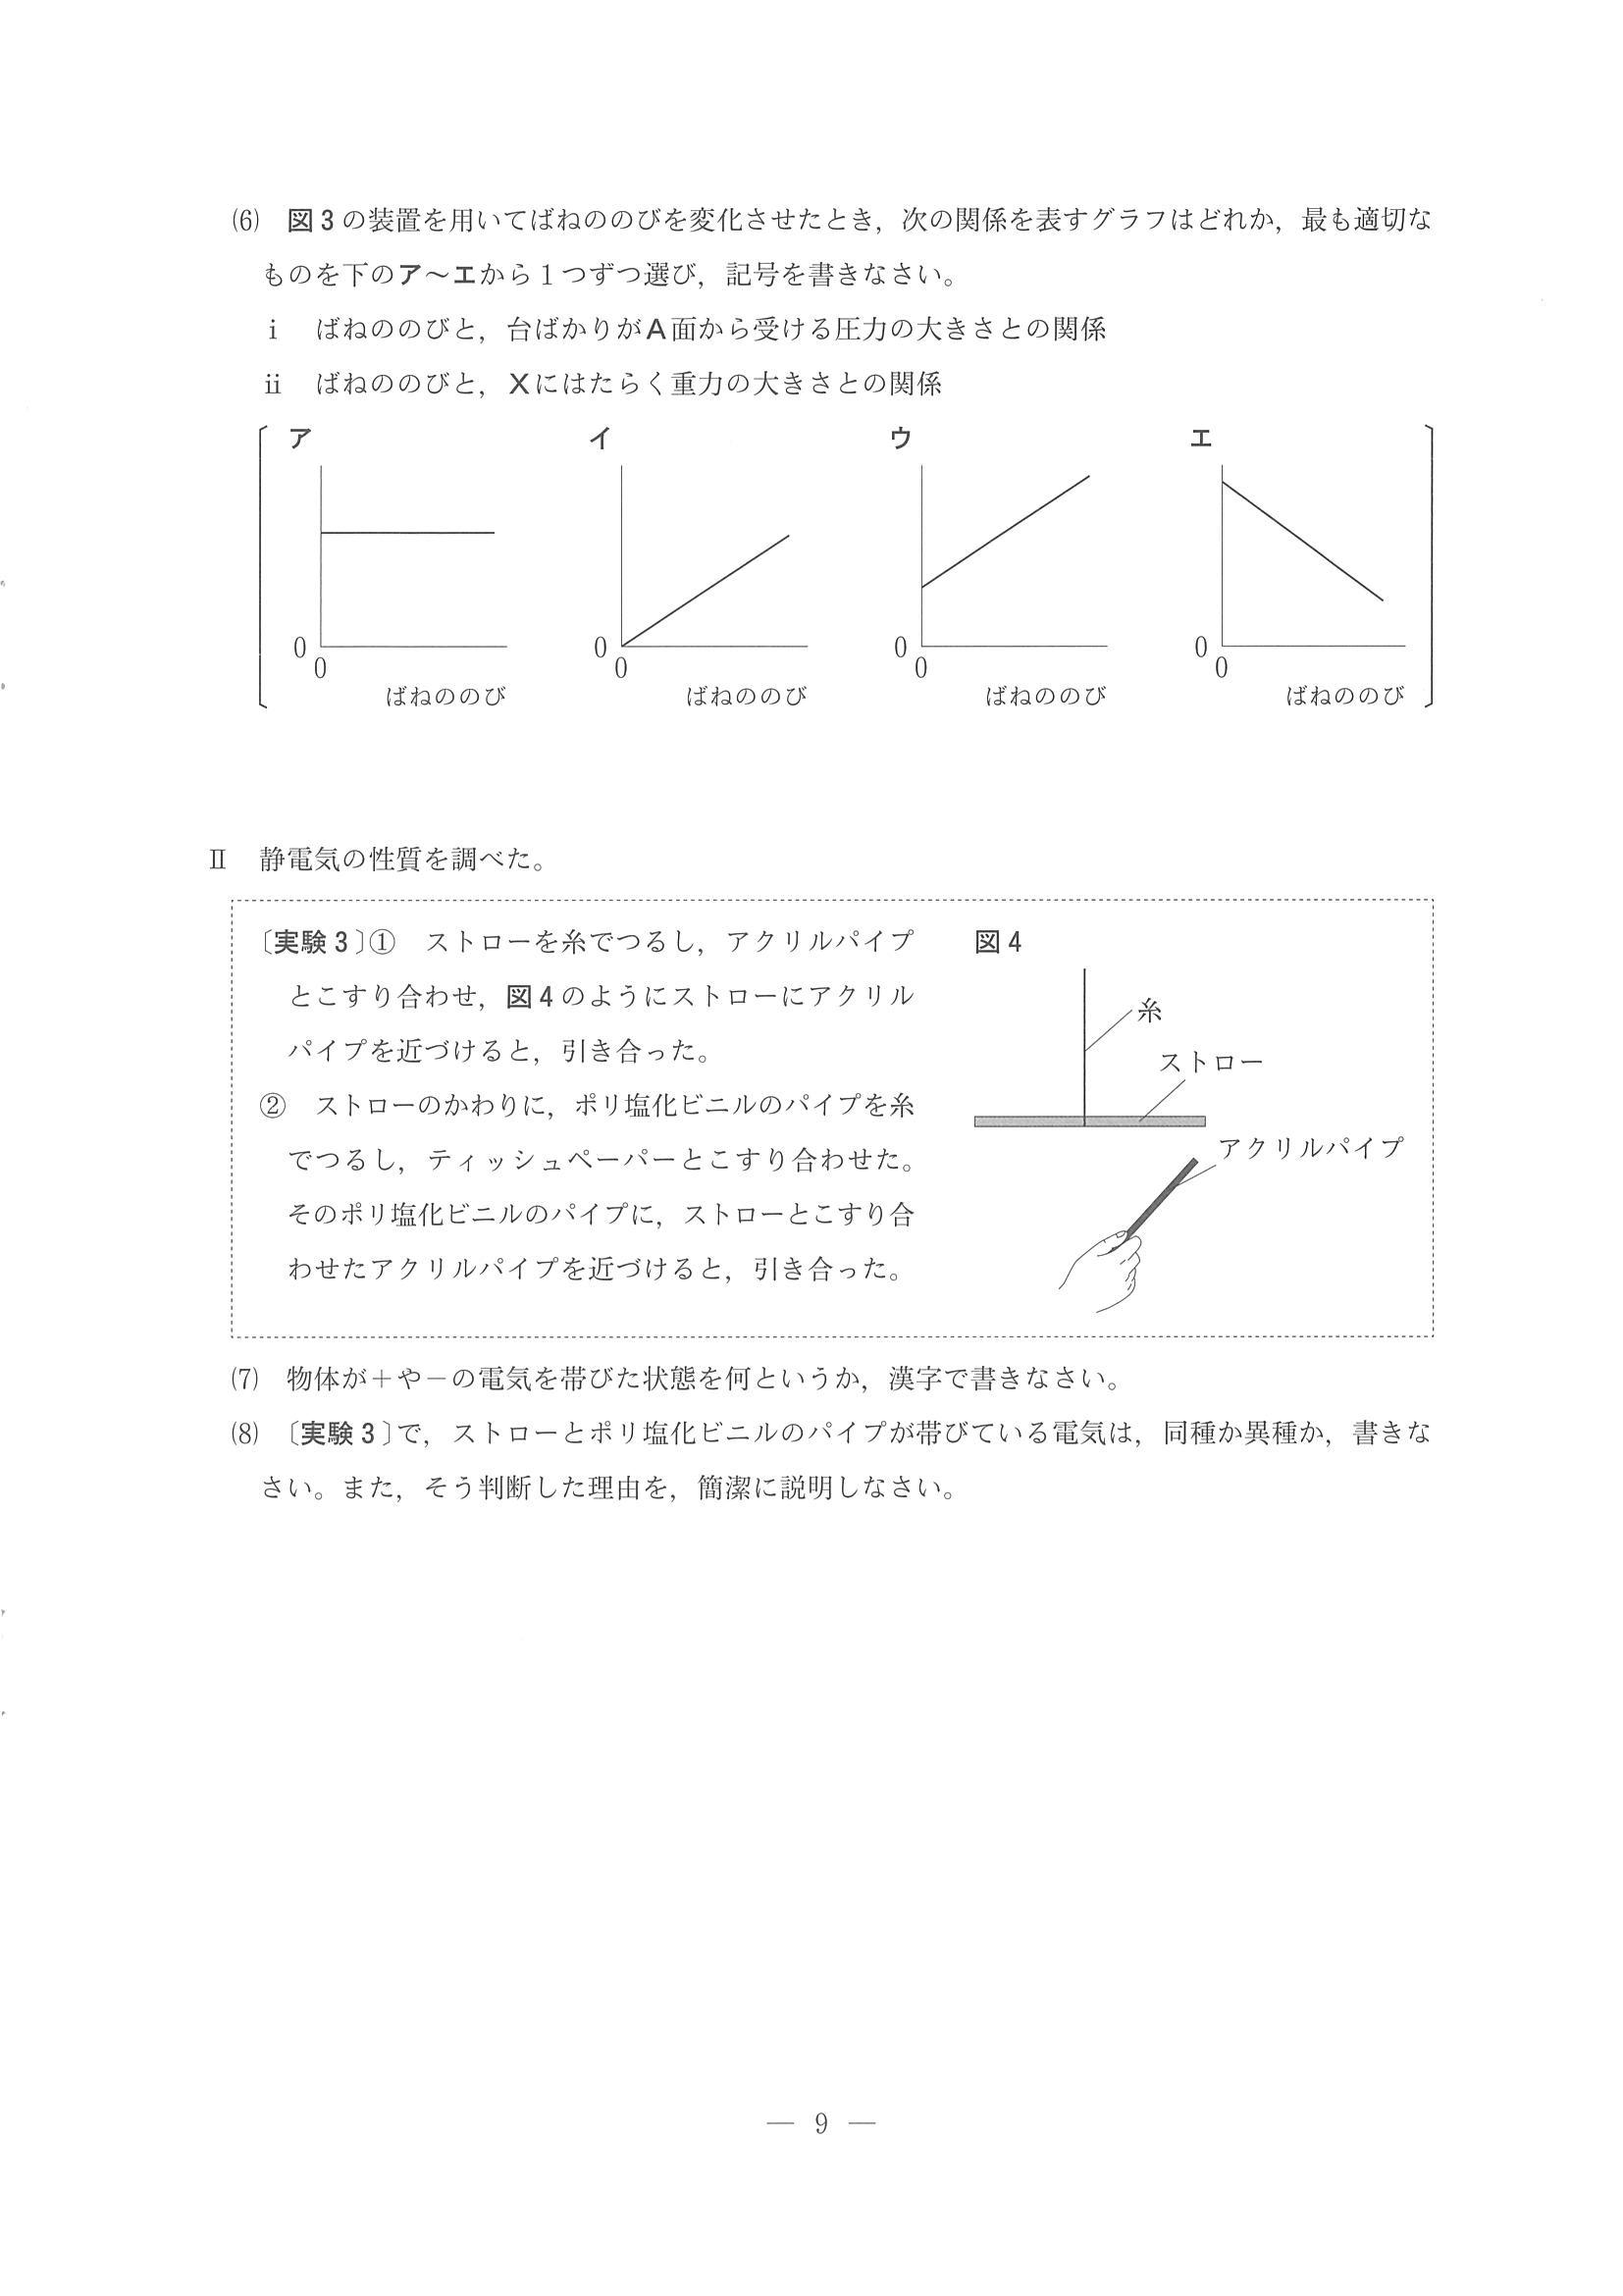 ⑹ 図3の装置を用いてばねののびを変化させたとき，次の関係を表すグラフはどれか，最も適切な
ものを下のア～エから1つずつ選び，記号を書きなさい。
ⅰ ばねののびと，台ばかりがA面から受ける圧力の大きさとの関係
ⅱ ばねののびと，Xにはたらく重力の大きさとの関係
ア イ ウ エ
0 0 0 0
0 0 0 0
ばねののび ばねののび ばねののび ばねののび
Ⅱ 静電気の性質を調べた。
〔実験3〕① ストローを糸でつるし，アクリルパイプ
とこすり合わせ，図4のようにストローにアクリル
パイプを近づけると，引き合った。
② ストローのかわりに，ポリ塩化ビニルのパイプを糸
でつるし，ティッシュペーパーとこすり合わせた。
そのポリ塩化ビニルのパイプに，ストローとこすり合
わせたアクリルパイプを近づけると，引き合った。
図4
糸
ストロー
アクリルパイプ
⑺ 物体が＋や－の電気を帯びた状態を何というか，漢字で書きなさい。
⑻ 〔実験3〕で，ストローとポリ塩化ビニルのパイプが帯びている電気は，同種か異種か，書きな
さい。また，そう判断した理由を，簡潔に説明しなさい。
― 9 ―